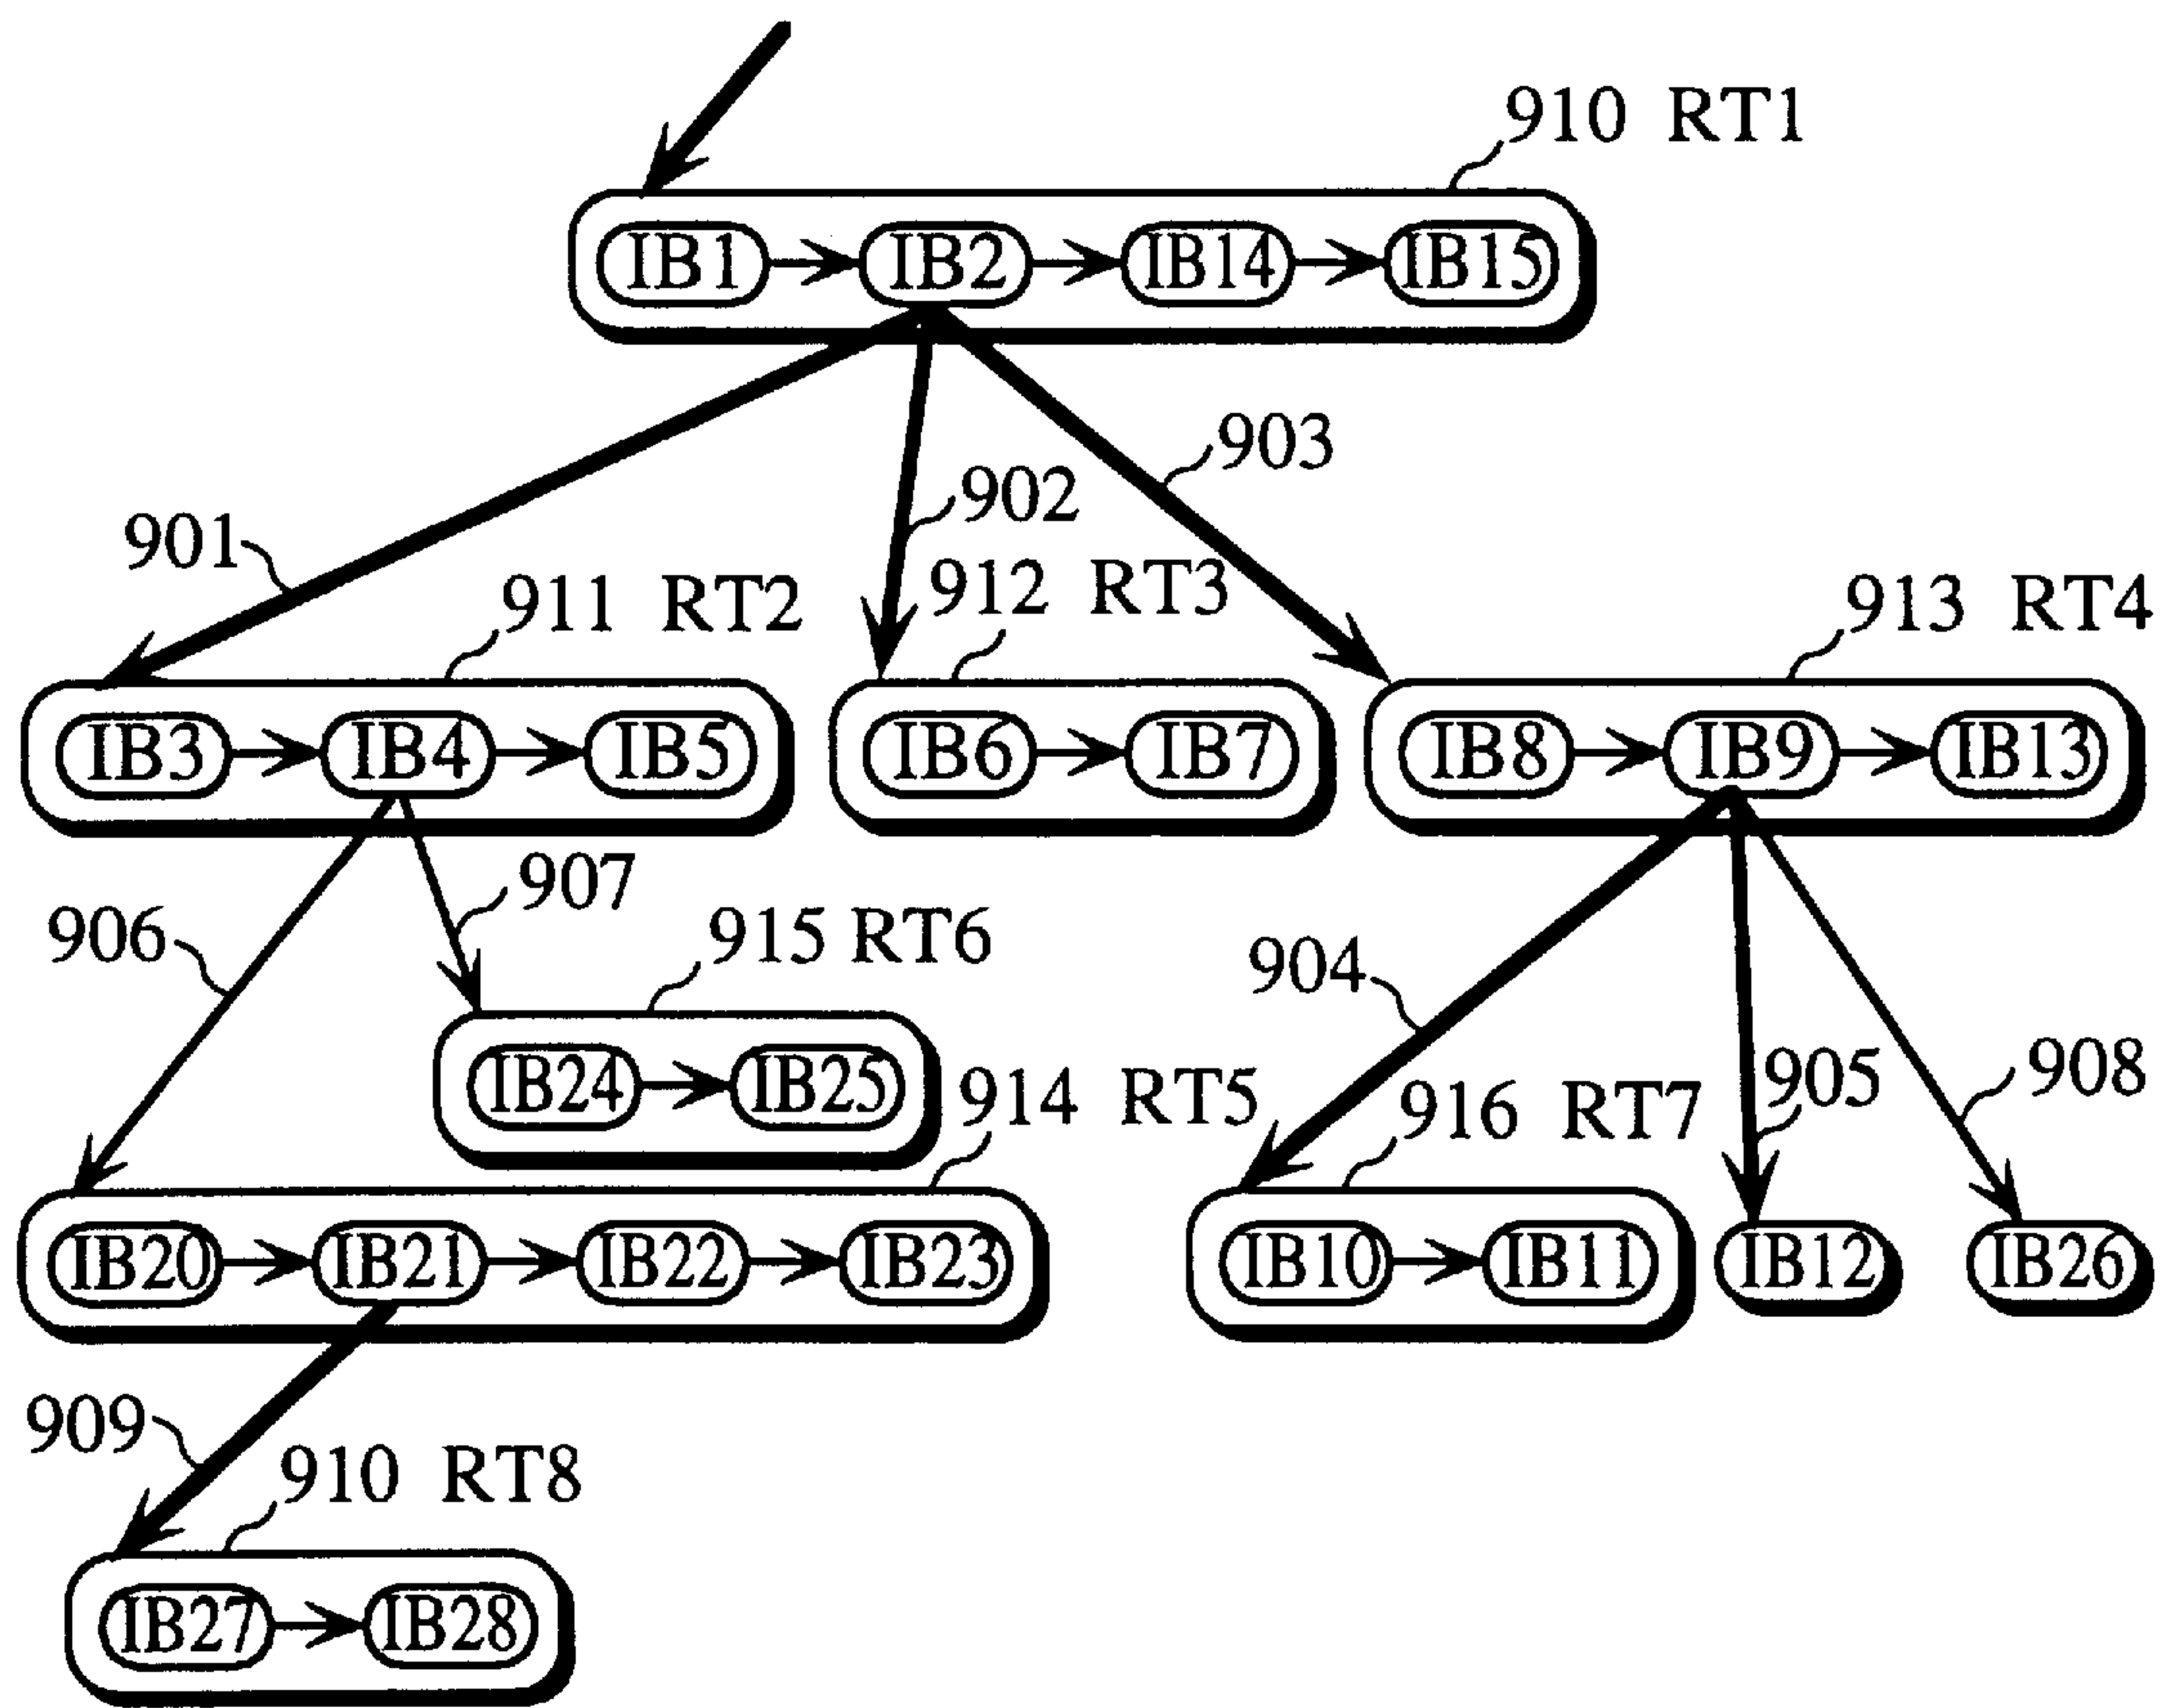 910 RT1
IB1 IB2 IB14 IB15
903
902
901
911 RT2
912 RT3
913 RT4
IB3 IB4 IB5
IB6 IB7
IB8 IB9 IB13
907
906
915 RT6
904
IB24 IB25
914 RT5
916 RT7
905
908
IB20 IB21 IB22 IB23
IB10 IB11
IB12
IB26
909
910 RT8
IB27 IB28